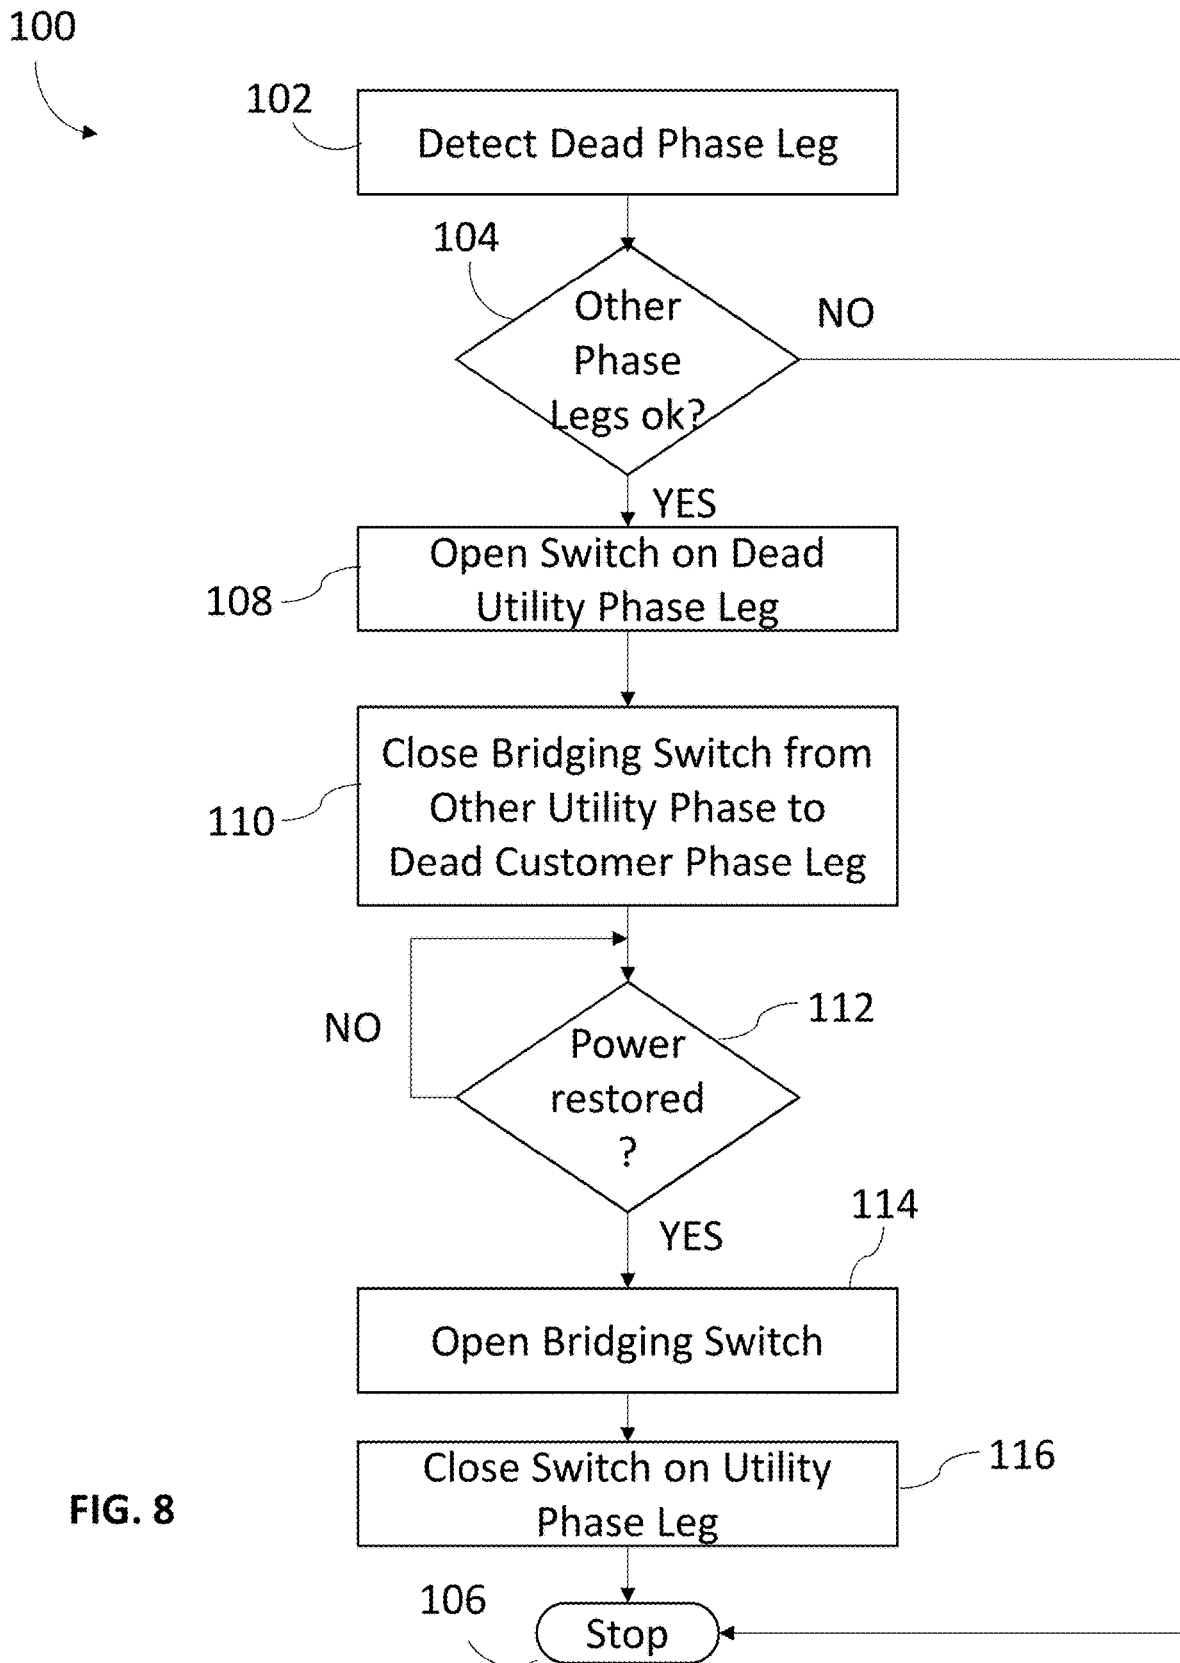 100
102
Detect Dead Phase Leg
104
Other
Phase
Legs ok?
NO
YES
Open Switch on Dead
Utility Phase Leg
108
Close Bridging Switch from
Other Utility Phase to
Dead Customer Phase Leg
110
NO
112
Power
restored
?
YES
114
Open Bridging Switch
Close Switch on Utility
Phase Leg
116
FIG. 8
106
Stop